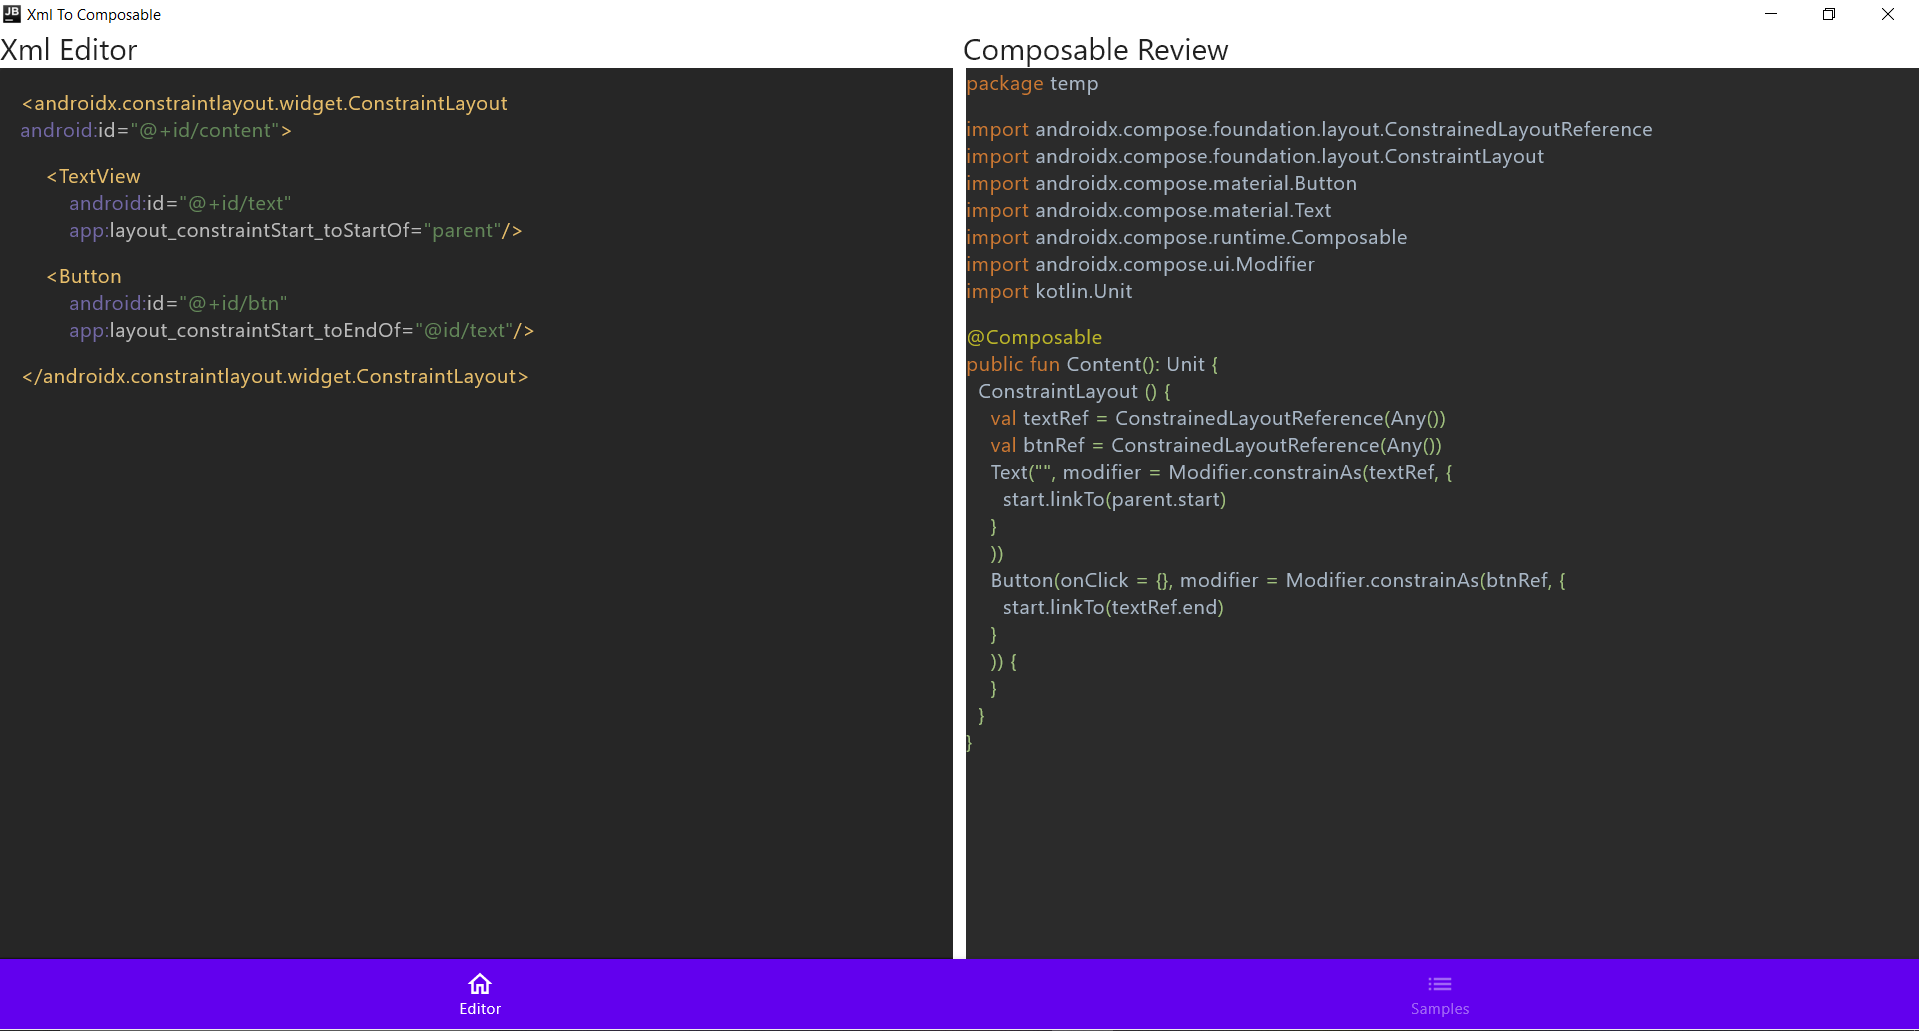 JB Xml To Composable
Xml Editor
<androidx.constraintlayout.widget.ConstraintLayout
android:id="@+id/content">
<TextView
android:id="@+id/text"
app:layout_constraintStart_toStartOf="parent"/>
<Button
android:id="@+id/btn"
app:layout_constraintStart_toEndOf="@id/text"/>
</androidx.constraintlayout.widget.ConstraintLayout>
Composable Review
package temp
import androidx.compose.foundation.layout.ConstrainedLayoutReference
import androidx.compose.foundation.layout.ConstraintLayout
import androidx.compose.material.Button
import androidx.compose.material.Text
import androidx.compose.runtime.Composable
import androidx.compose.ui.Modifier
import kotlin.Unit
@Composable
public fun Content(): Unit {
ConstraintLayout () {
val textRef = ConstrainedLayoutReference(Any())
val btnRef = ConstrainedLayoutReference(Any())
Text("", modifier = Modifier.constrainAs(textRef, {
start.linkTo(parent.start)
}
))
Button(onClick = {}, modifier = Modifier.constrainAs(btnRef, {
start.linkTo(textRef.end)
}
)) {
}
}
}
Editor
Samples